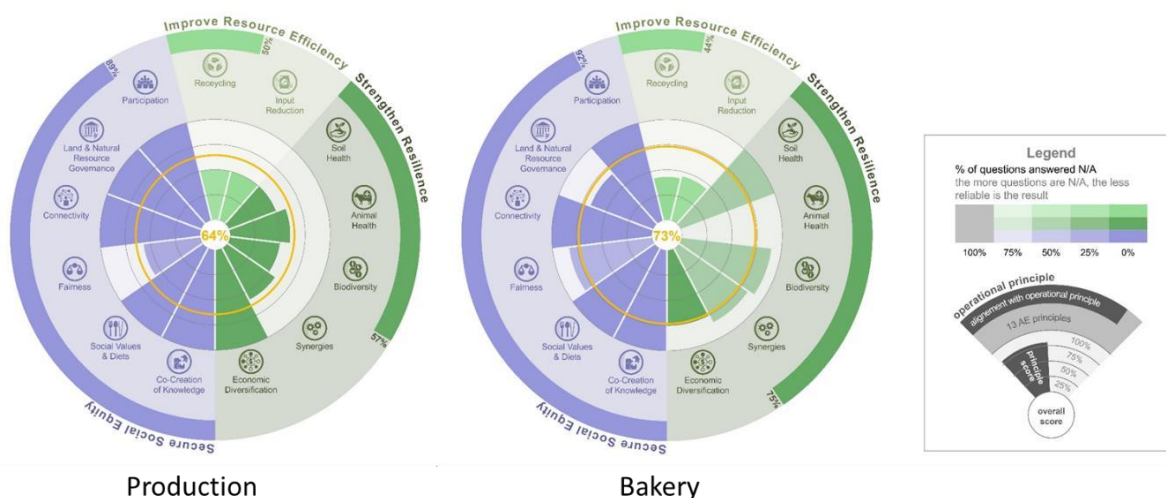 Improve Resource Efficiency
50%
Strengthen Resilience
57%
Secure Social Equity
89%
Recycling
Input
Reduction
Soil
Health
Animal
Health
Biodiversity
Synergies
Economic
Diversification
Co-Creation
of Knowledge
Social Values
& Diets
Fairness
Connectivity
Land & Natural
Resource
Governance
Participation
64%
Production
Improve Resource Efficiency
44%
Strengthen Resilience
75%
Secure Social Equity
92%
Recycling
Input
Reduction
Soil
Health
Animal
Health
Biodiversity
Synergies
Economic
Diversification
Co-Creation
of Knowledge
Social Values
& Diets
Fairness
Connectivity
Land & Natural
Resource
Governance
Participation
73%
Bakery
Legend
% of questions answered N/A
the more questions are N/A, the less
reliable is the result
100% 75% 50% 25% 0%
operational principle
alignement with operational principle
13 AE principles
principle
score
100%
75%
50%
25%
overall
score